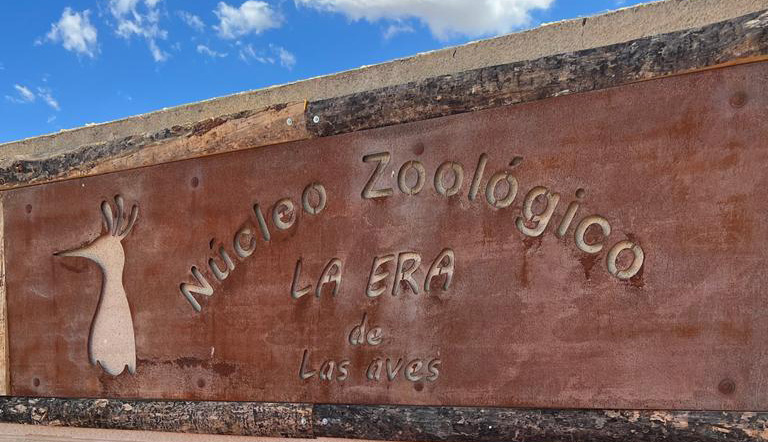 Núcleo Zoológico
LA ERA
de
Las aves